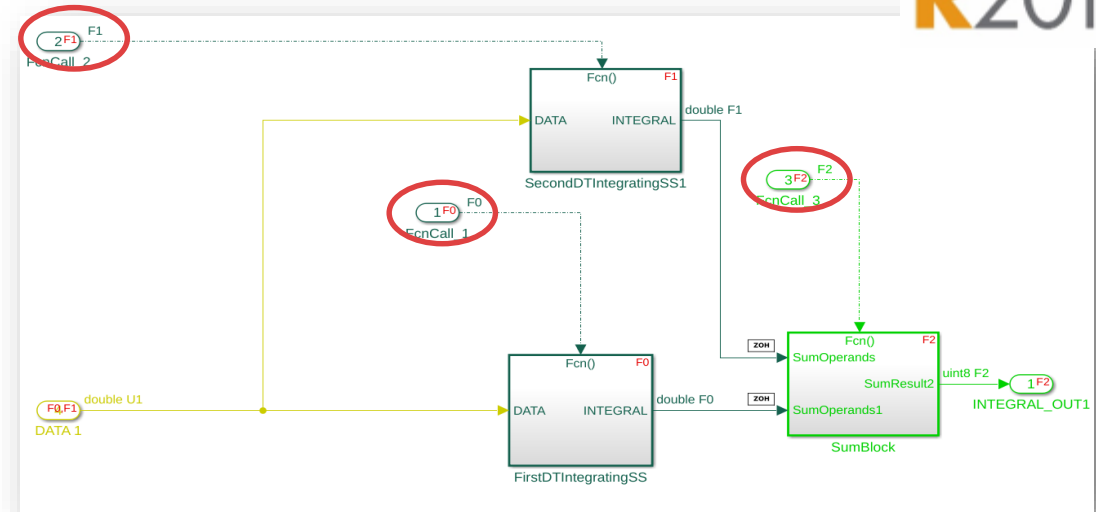 F1
2 F1
FcnCall_2
Fcn()
F1
double F1
DATA
INTEGRAL
SecondDTIntegratingSS1
F2
3 F2
FcnCall_3
F0
1 F0
FcnCall_1
ZOH
Fcn()
F2
SumOperands
Fcn()
F0
SumResult2
uint8 F2
1 F2
INTEGRAL_OUT1
double U1
F0,F1
DATA 1
DATA
INTEGRAL
double F0
ZOH
SumOperands1
SumBlock
FirstDTIntegratingSS